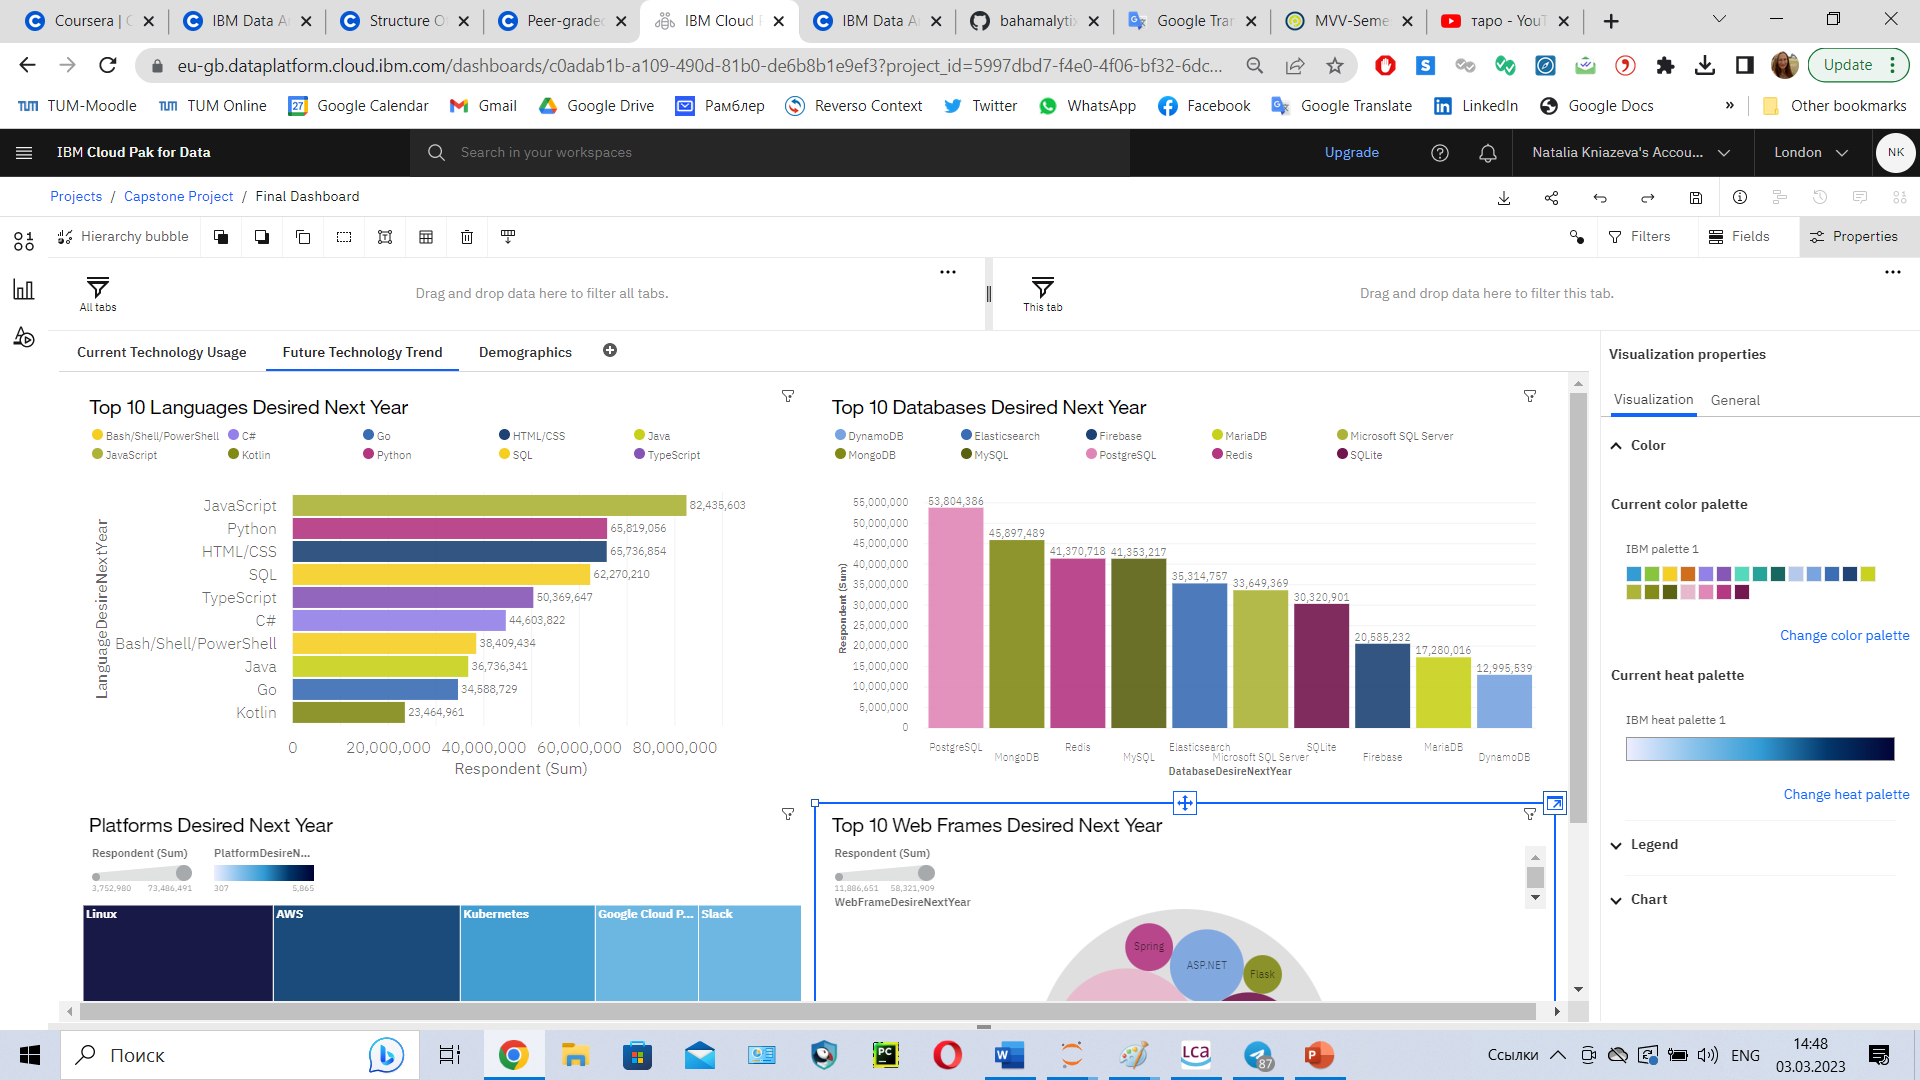 Coursera | C
IBM Data A
Structure O
Peer-graded
IBM Cloud P
IBM Data A
bahamalytix
Google Tran
MVV-Seme
таро - YouT
eu-gb.dataplatform.cloud.ibm.com/dashboards/c0adab1b-a109-490d-81b0-de6b8b1e9ef3?project_id=5997dbd7-f4e0-4f06-bf32-6dc...
Update
TUM-Moodle
TUM Online
Google Calendar
Gmail
Google Drive
Рамблер
Reverso Context
Twitter
WhatsApp
Facebook
Google Translate
LinkedIn
Google Docs
»
Other bookmarks
IBM Cloud Pak for Data
Search in your workspaces
Upgrade
Natalia Kniazeva's Accou...
London
NK
Projects / Capstone Project / Final Dashboard
Hierarchy bubble
Filters
Fields
Properties
All tabs
Drag and drop data here to filter all tabs.
This tab
Drag and drop data here to filter this tab.
Current Technology Usage
Future Technology Trend
Demographics
Top 10 Languages Desired Next Year
Bash/Shell/PowerShell C# Go HTML/CSS Java
JavaScript Kotlin Python SQL TypeScript
LanguageDesireNextYear
JavaScript 82,435,603
Python 65,819,056
HTML/CSS 65,736,854
SQL 62,270,210
TypeScript 50,369,647
C# 44,603,822
Bash/Shell/PowerShell 38,409,434
Java 36,736,341
Go 34,588,729
Kotlin 23,464,961
0 20,000,000 40,000,000 60,000,000 80,000,000
Respondent (Sum)
Top 10 Databases Desired Next Year
DynamoDB Elasticsearch Firebase MariaDB Microsoft SQL Server
MongoDB MySQL PostgreSQL Redis SQLite
Respondent (Sum)
55,000,000
50,000,000
45,000,000
40,000,000
35,000,000
30,000,000
25,000,000
20,000,000
15,000,000
10,000,000
5,000,000
0
53,804,386
45,897,489
41,370,718
41,353,217
35,314,757
33,649,369
30,320,901
20,585,232
17,280,016
12,995,539
PostgreSQL
MongoDB
Redis
MySQL
Elasticsearch
Microsoft SQL Server
SQLite
Firebase
MariaDB
DynamoDB
DatabaseDesireNextYear
Platforms Desired Next Year
Respondent (Sum)
3,752,980 73,486,491
PlatformDesireN...
307 5,865
Linux
AWS
Kubernetes
Google Cloud P...
Slack
Top 10 Web Frames Desired Next Year
Respondent (Sum)
11,886,651 58,321,909
WebFrameDesireNextYear
Spring
ASP.NET
Flask
Visualization properties
Visualization
General
Color
Current color palette
IBM palette 1
Change color palette
Current heat palette
IBM heat palette 1
Change heat palette
Legend
Chart
Поиск
PC
LCA
87
Ссылки
ENG
14:48
03.03.2023